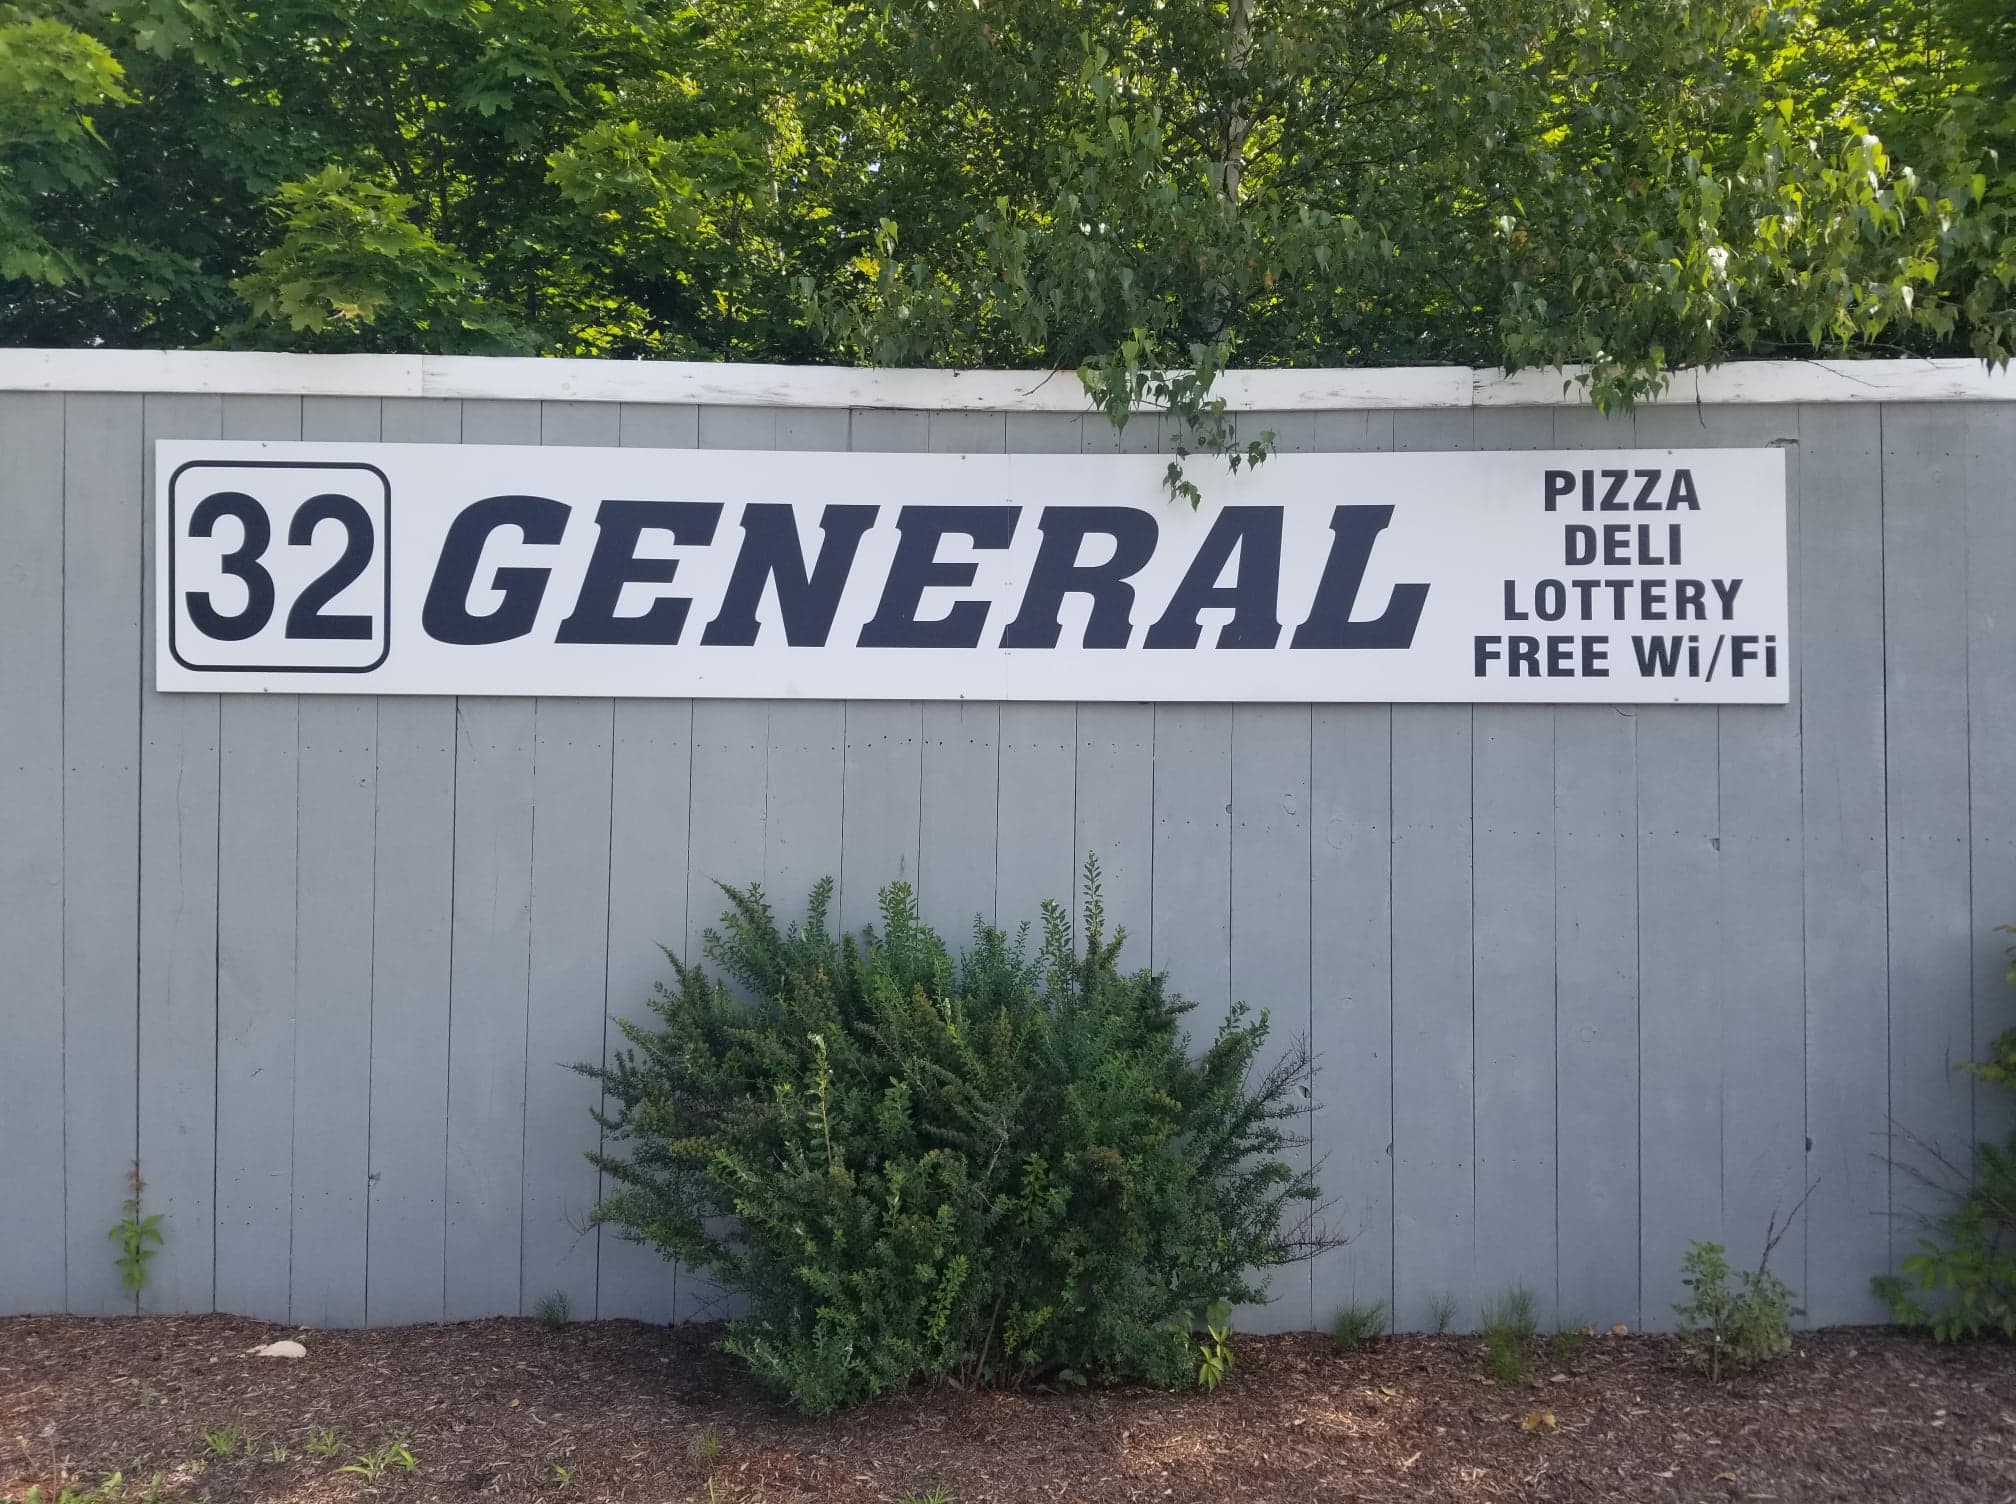 32 GENERAL
PIZZA
DELI
LOTTERY
FREE Wi/Fi